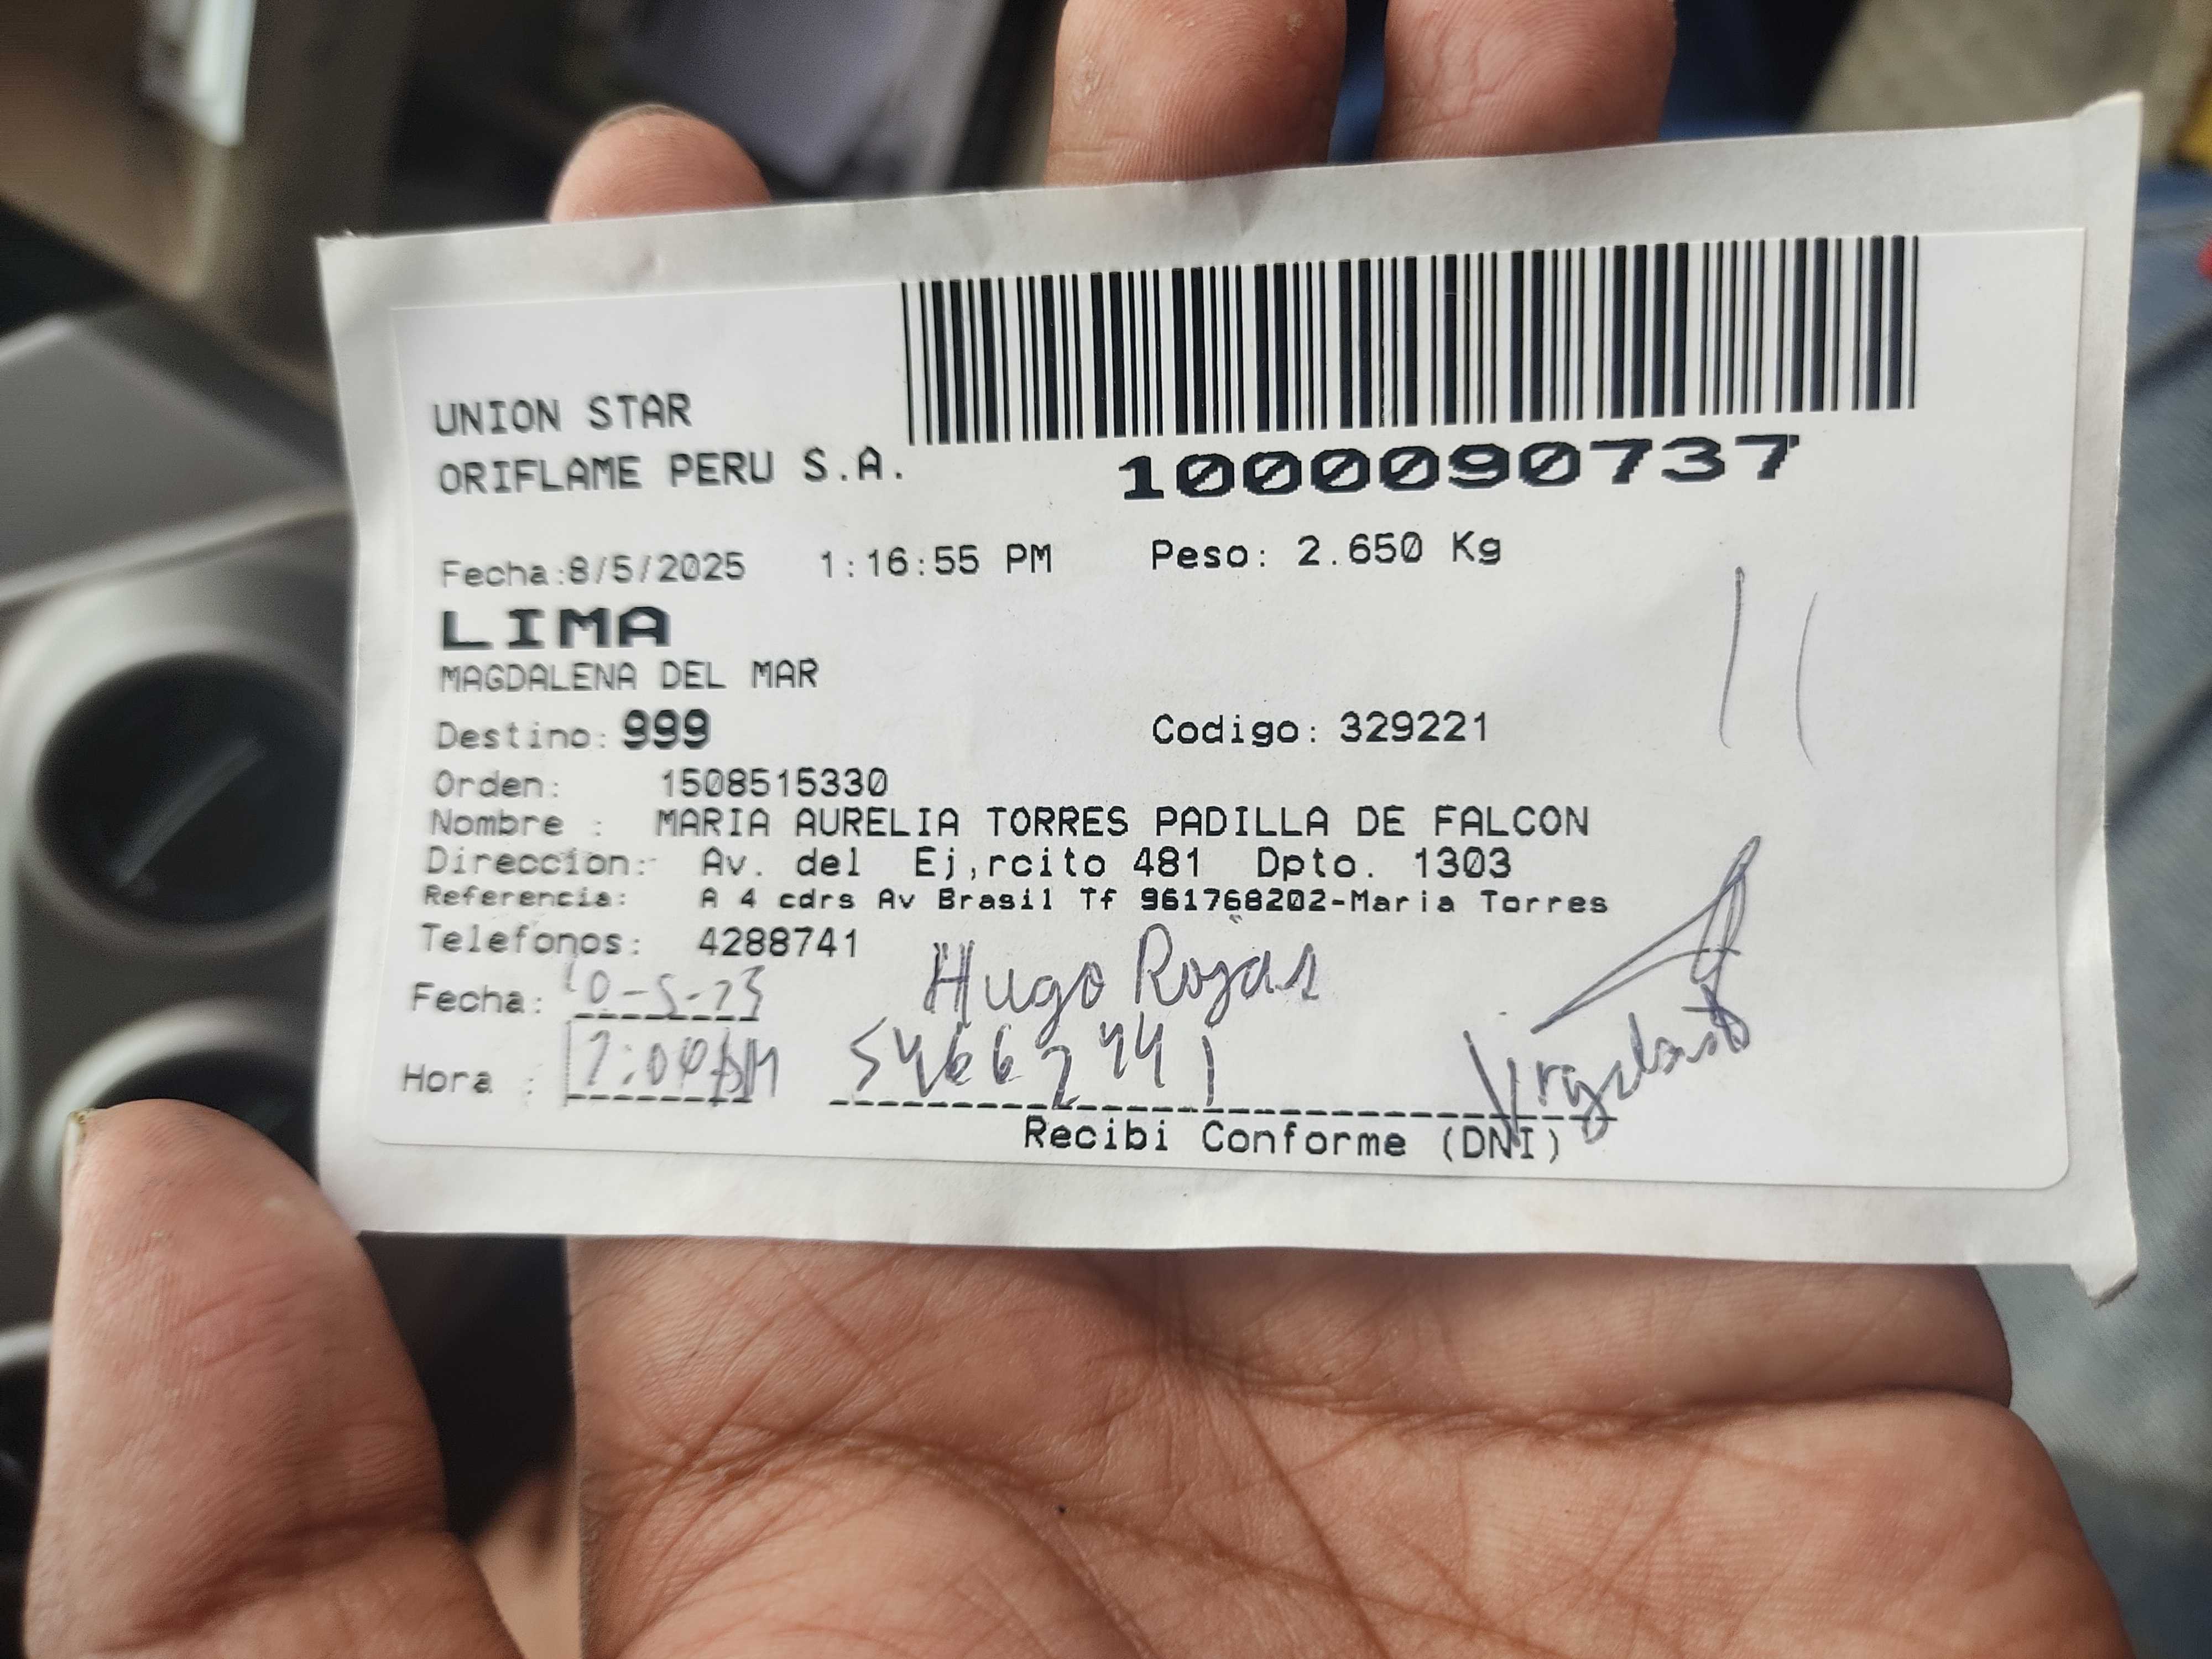 UNION STAR
ORIFLAME PERU S.A.
1000090737
Fecha:8/5/2025 1:16:55 PM Peso: 2.650 Kg
LIMA
MAGDALENA DEL MAR
Destino: 999 Codigo: 329221
Orden: 1508515330
Nombre : MARIA AURELIA TORRES PADILLA DE FALCON
Direccion: Av. del Ej,rcito 481 Dpto. 1303
Referencia: A 4 cdrs Av Brasil Tf 961768202-Maria Torres
Telefonos: 4288741
Hugo Rojas
Fecha: 10-5-25
Hora :
Recibi Conforme (DNI)